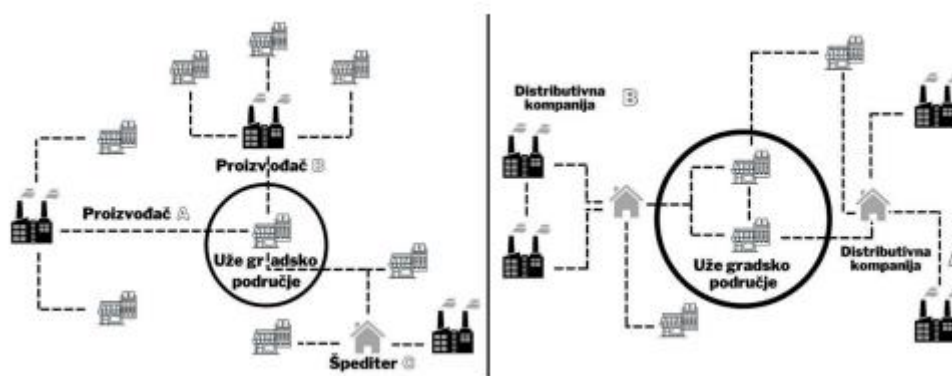 Proizvođač B
Proizvođač A
Uže gradsko
područje
Špediter C
Distributivna
kompanija B
Uže gradsko
područje
Distributivna
kompanija